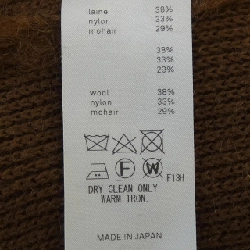 laine 38%
nylon 33%
mohair 29%
38%
33%
29%
wool 38%
nylon 33%
mohair 29%
F W F13H
DRY CLEAN ONLY
WARM IRON.
MADE IN JAPAN